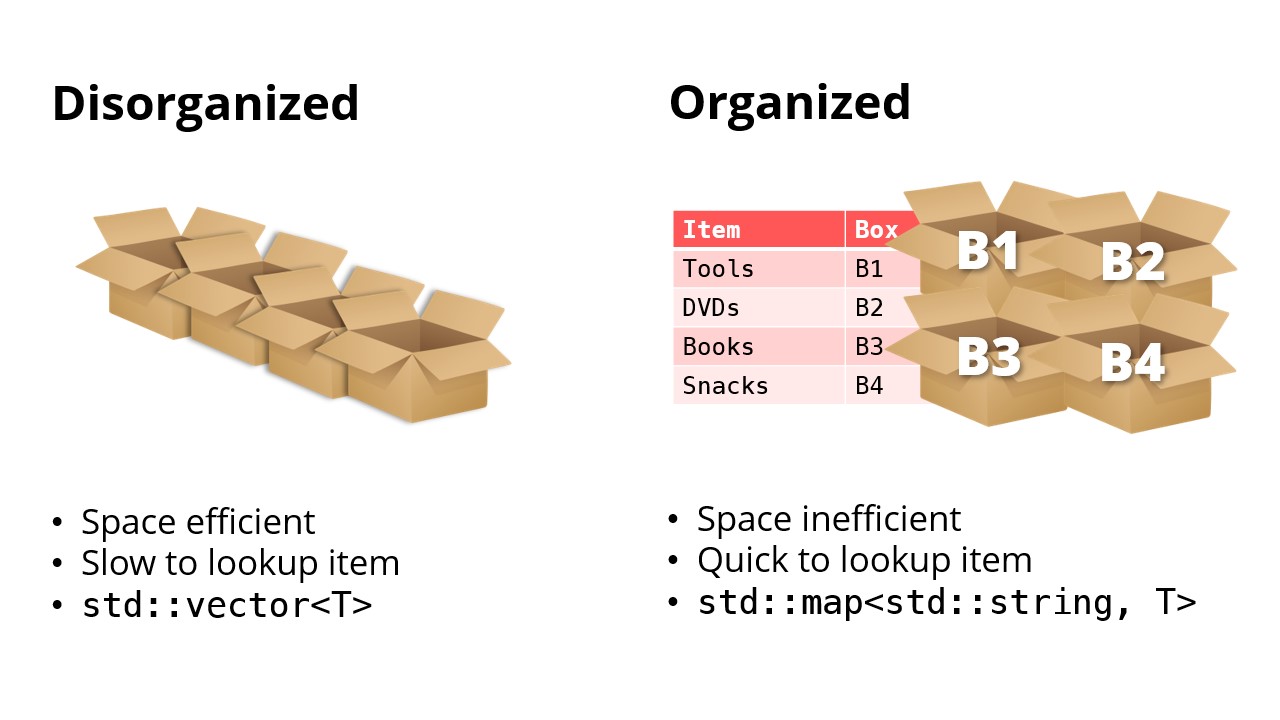 Disorganized
• Space efficient
• Slow to lookup item
• std::vector<T>
Organized
Item Box
Tools B1
DVDs B2
Books B3
Snacks B4
B1 B2
B3 B4
• Space inefficient
• Quick to lookup item
• std::map<std::string, T>